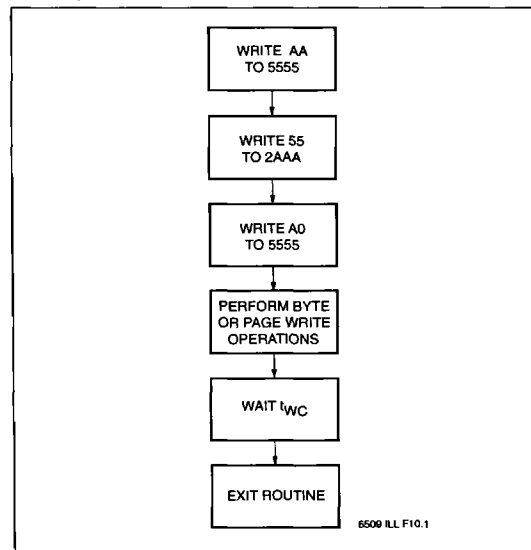 WRITE AA
TO 5555
WRITE 55
TO 2AAA
WRITE A0
TO 5555
PERFORM BYTE
OR PAGE WRITE
OPERATIONS
WAIT tWC
EXIT ROUTINE
6509 ILL F10.1